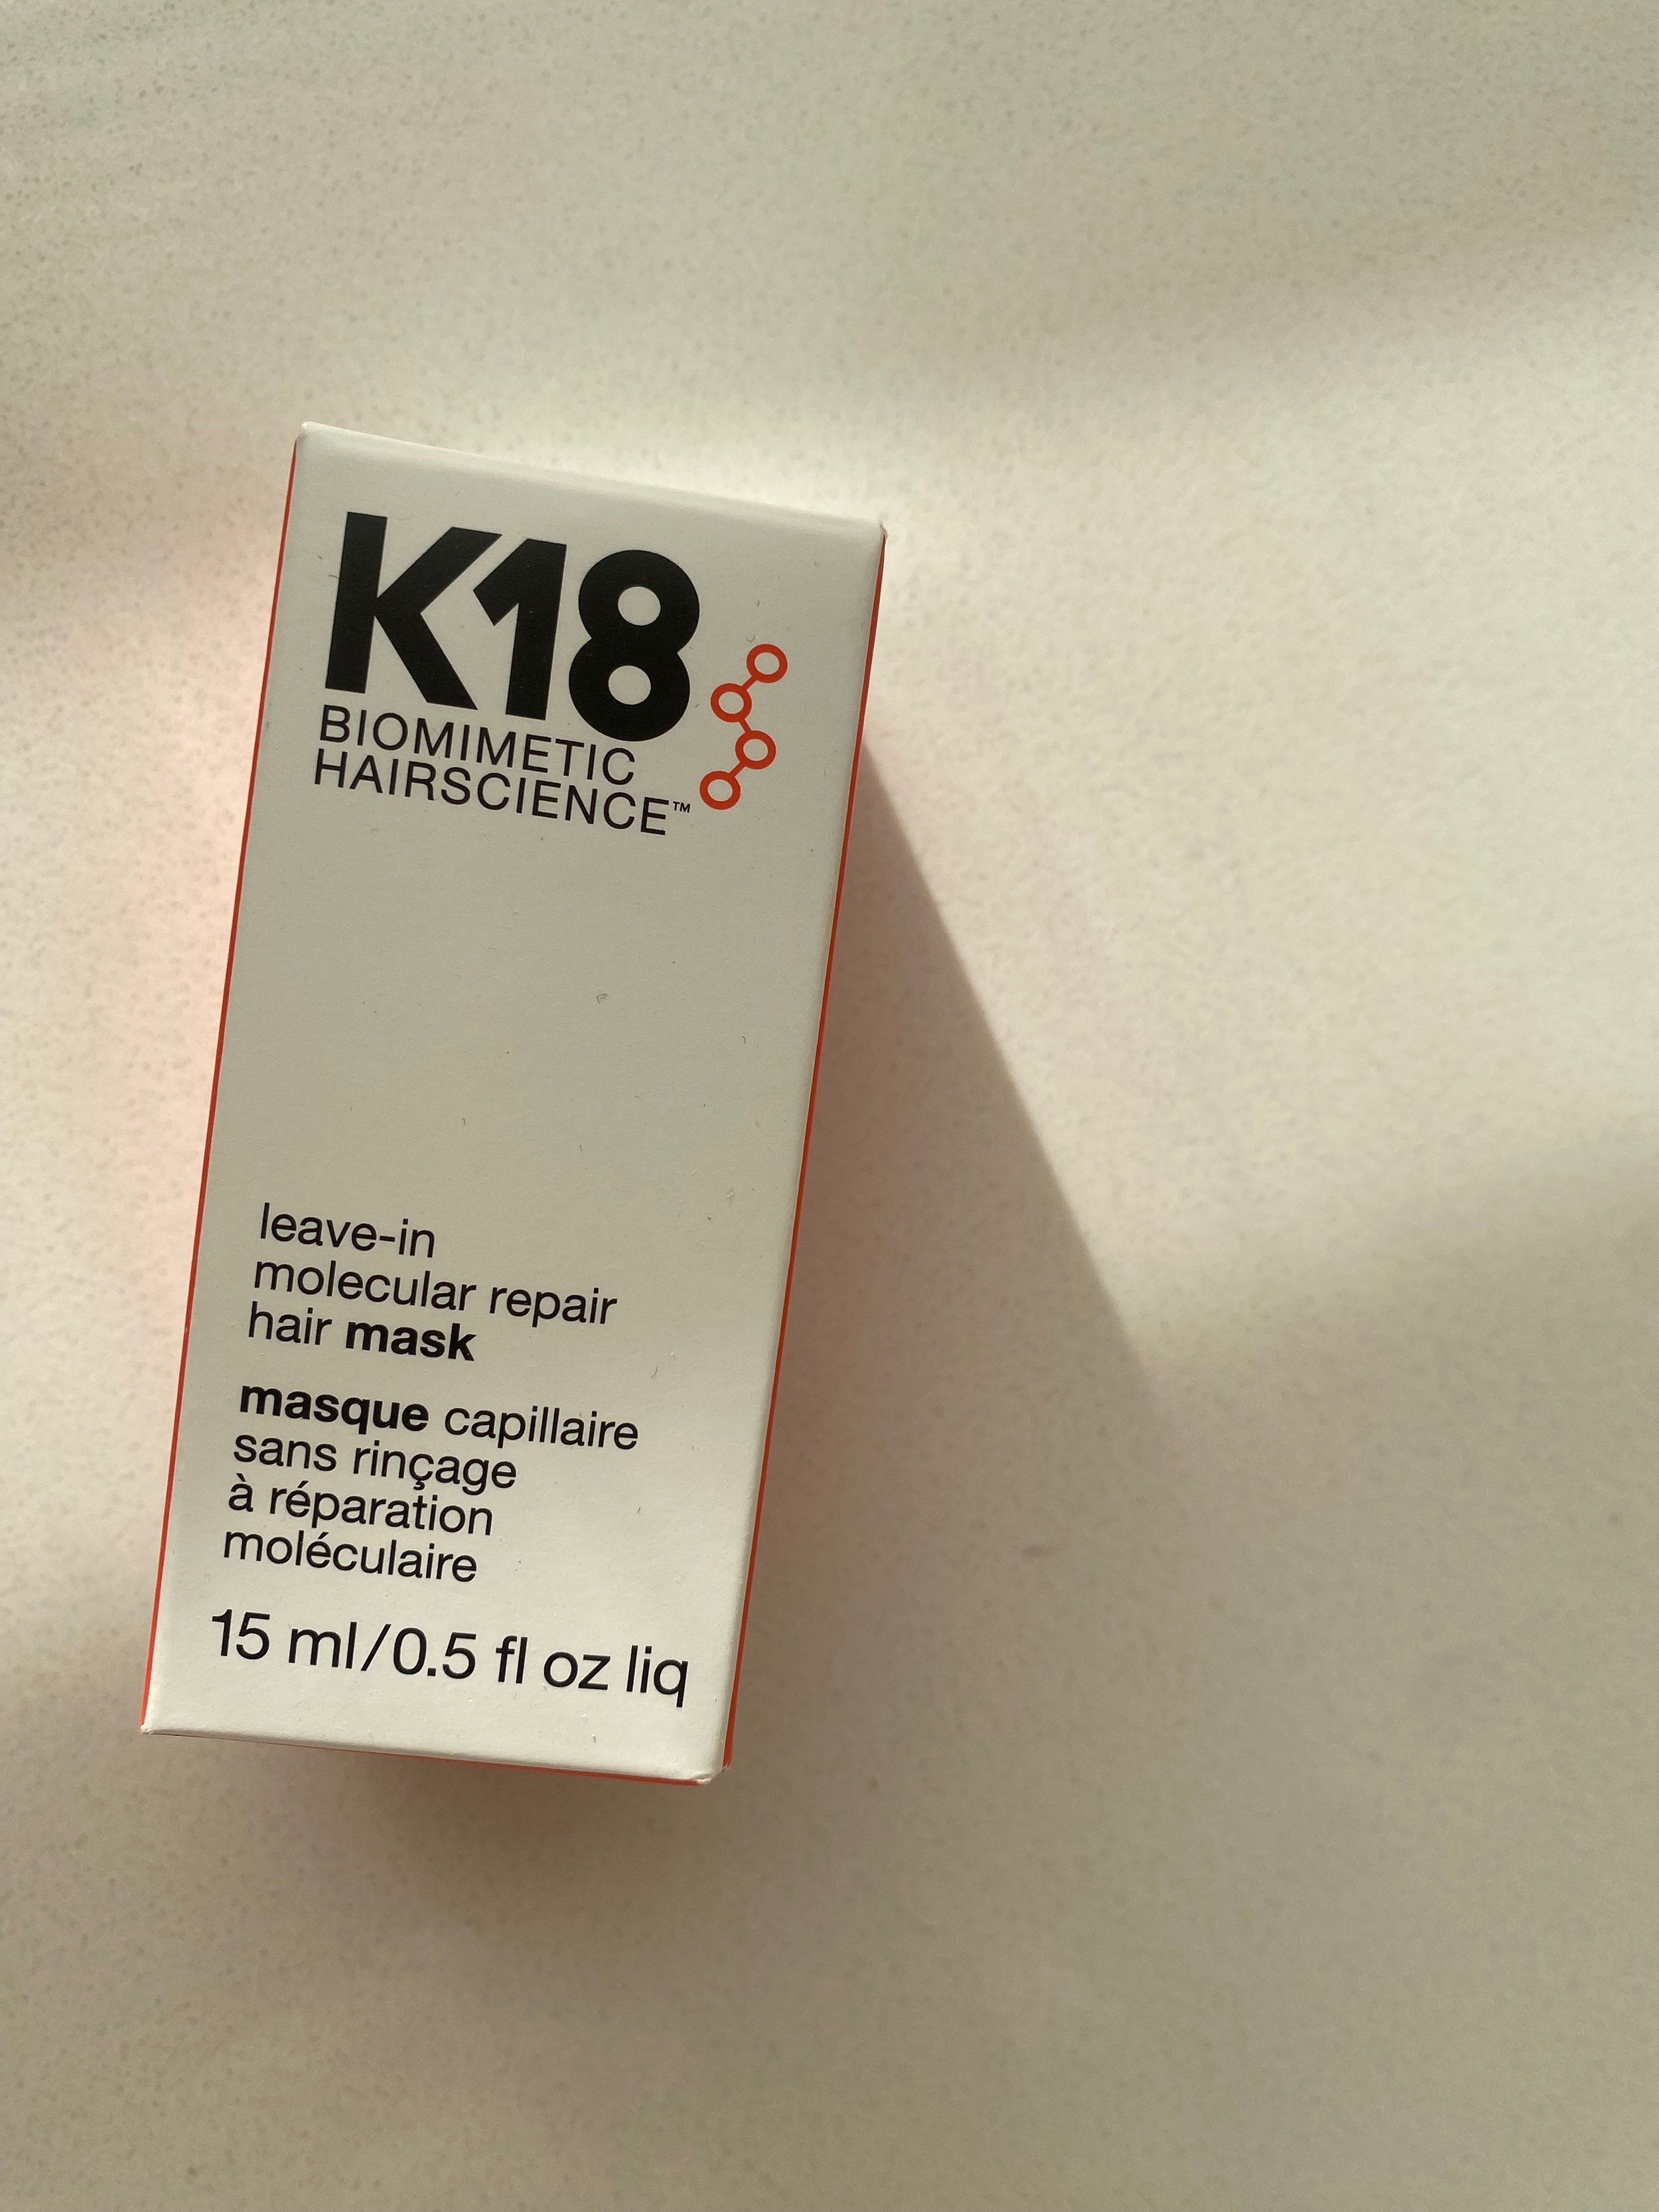 K18
BIOMIMETIC
HAIRSCIENCE™
leave-in
molecular repair
hair mask
masque capillaire
sans rinçage
à réparation
moléculaire
15 ml/0.5 fl oz liq